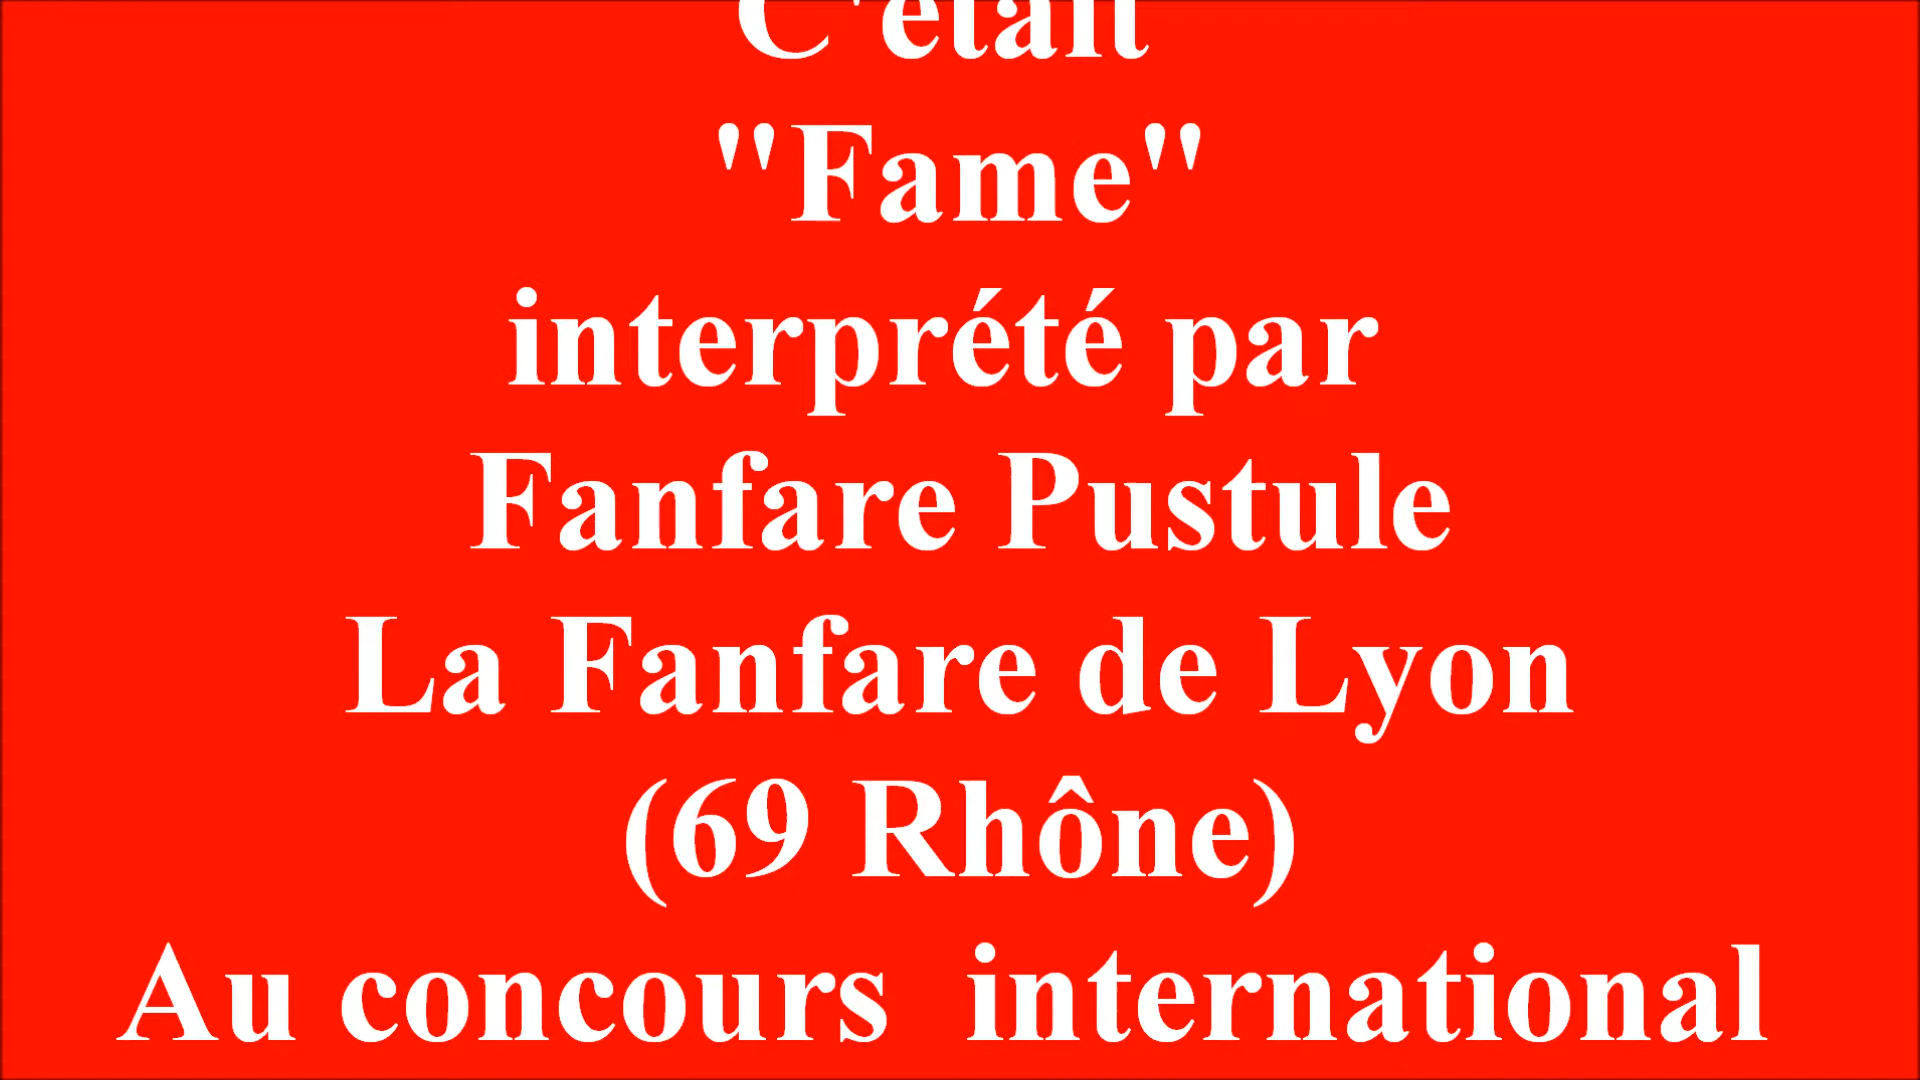 C'était
"Fame"
interprété par
Fanfare Pustule
La Fanfare de Lyon
(69 Rhône)
Au concours  international